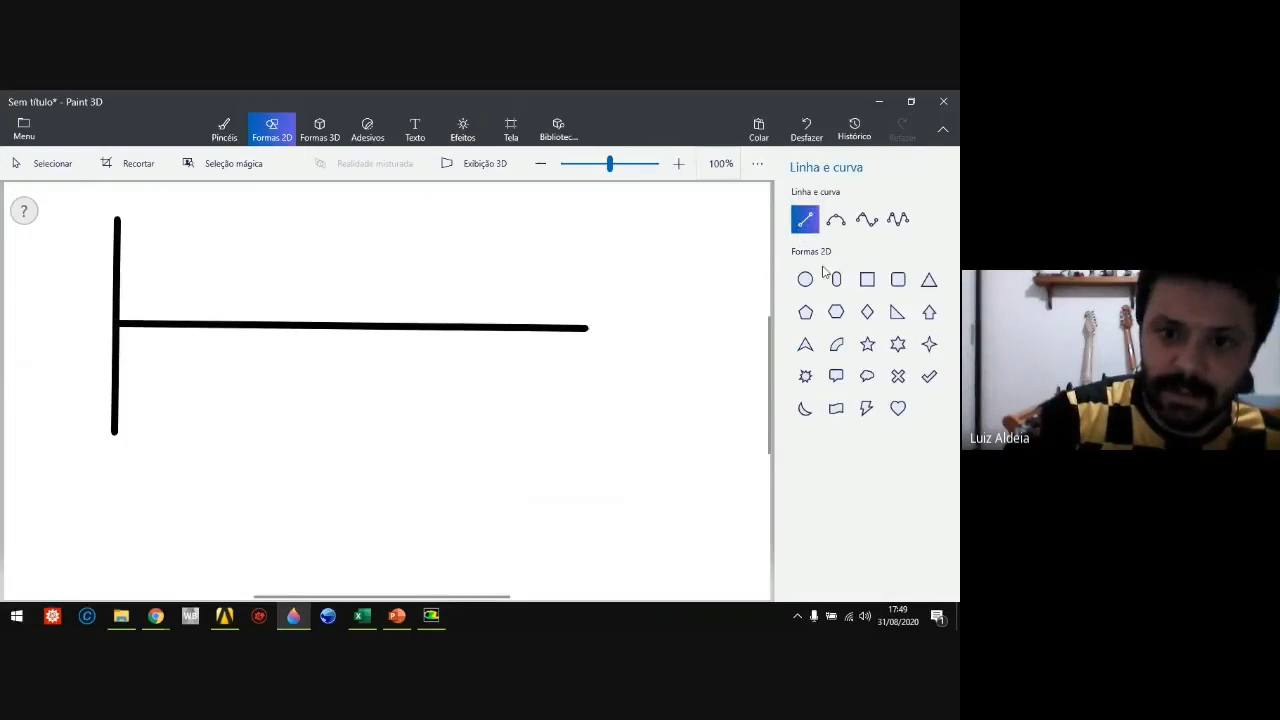 Sem título* - Paint 3D
Menu
Pincéis
Formas 2D
Formas 3D
Adesivos
Texto
Efeitos
Tela
Bibliotec...
Colar
Desfazer
Histórico
Refazer
Selecionar
Recortar
Seleção mágica
Realidade misturada
Exibição 3D
100%
Linha e curva
Linha e curva
Formas 2D
?
Luiz Aldeia
WB
17:49
31/08/2020
1